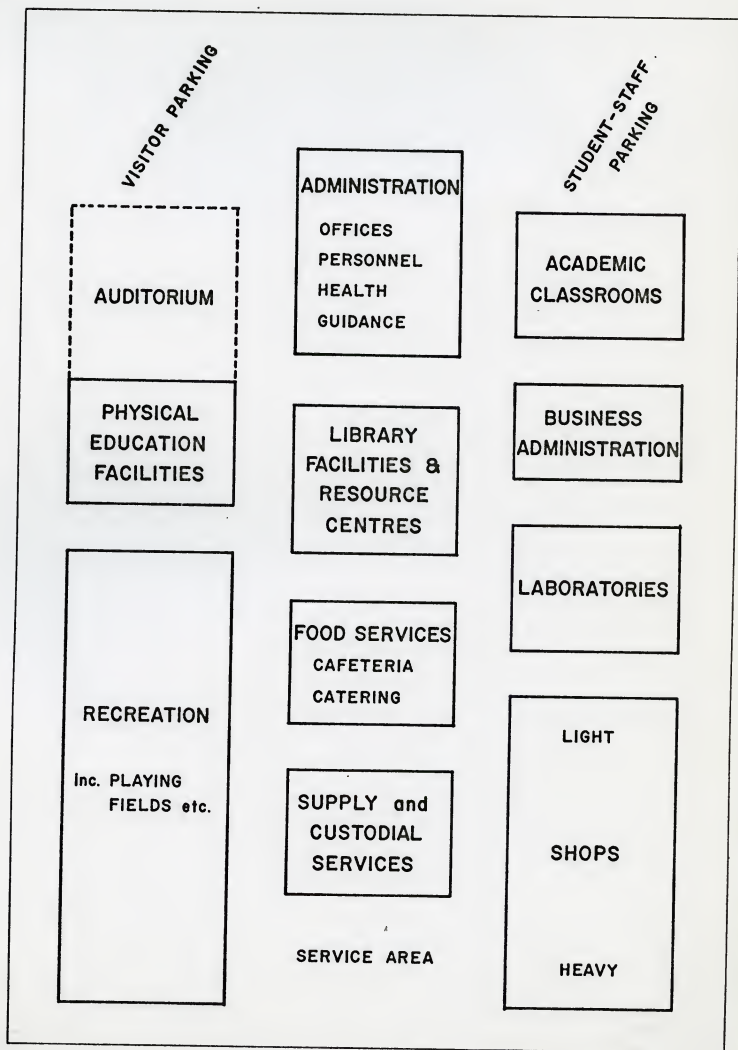 VISITOR PARKING
AUDITORIUM
PHYSICAL
EDUCATION
FACILITIES
RECREATION
inc. PLAYING
FIELDS etc.
ADMINISTRATION
OFFICES
PERSONNEL
HEALTH
GUIDANCE
LIBRARY
FACILITIES &
RESOURCE
CENTRES
FOOD SERVICES
CAFETERIA
CATERING
SUPPLY and
CUSTODIAL
SERVICES
SERVICE AREA
STUDENT-STAFF
PARKING
ACADEMIC
CLASSROOMS
BUSINESS
ADMINISTRATION
LABORATORIES
LIGHT
SHOPS
HEAVY